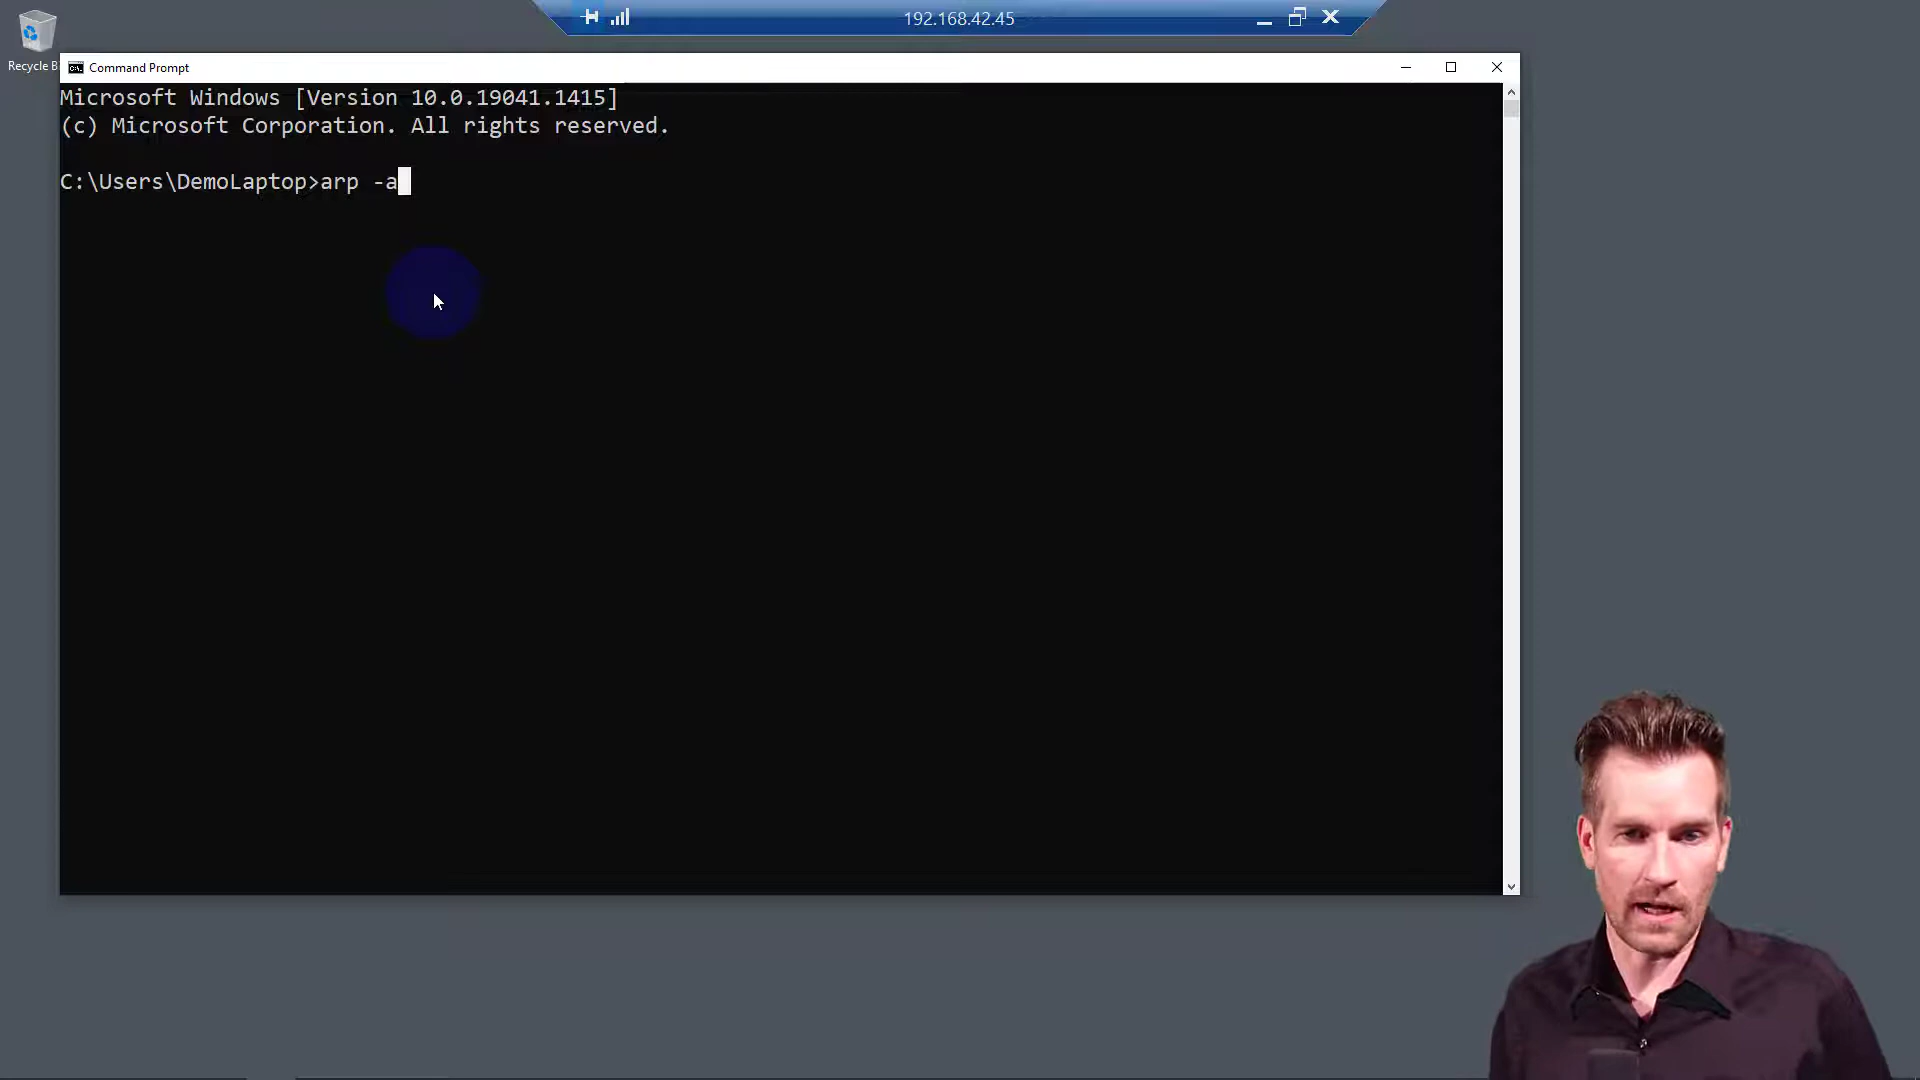 192.168.42.45
Recycle B
Command Prompt
Microsoft Windows [Version 10.0.19041.1415]
(c) Microsoft Corporation. All rights reserved.
C:\Users\DemoLaptop>arp -a